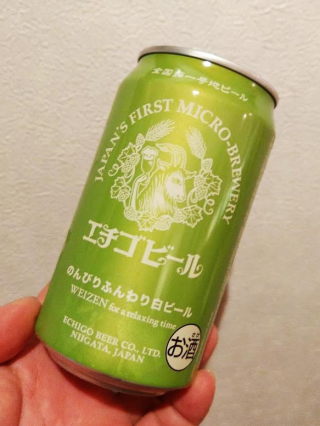 全国第一号地ビール
JAPAN'S FIRST MICRO-BREWERY
エチゴビール
のんびりふんわり白ビール
WEIZEN for a relaxing time
ECHIGO BEER CO., LTD.
NIIGATA, JAPAN
お酒